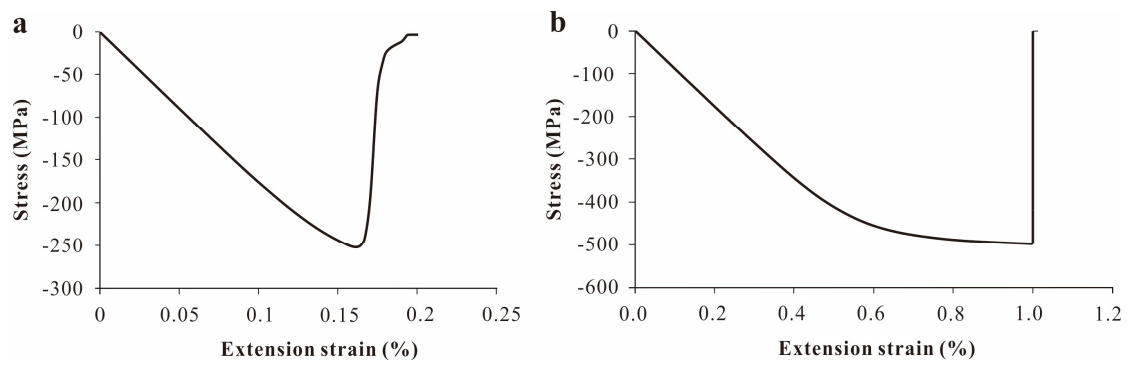 a
0
-50
-100
-150
-200
-250
-300
Stress (MPa)
0 0.05 0.1 0.15 0.2 0.25
Extension strain (%)
b
0
-100
-200
-300
-400
-500
-600
Stress (MPa)
0.0 0.2 0.4 0.6 0.8 1.0 1.2
Extension strain (%)